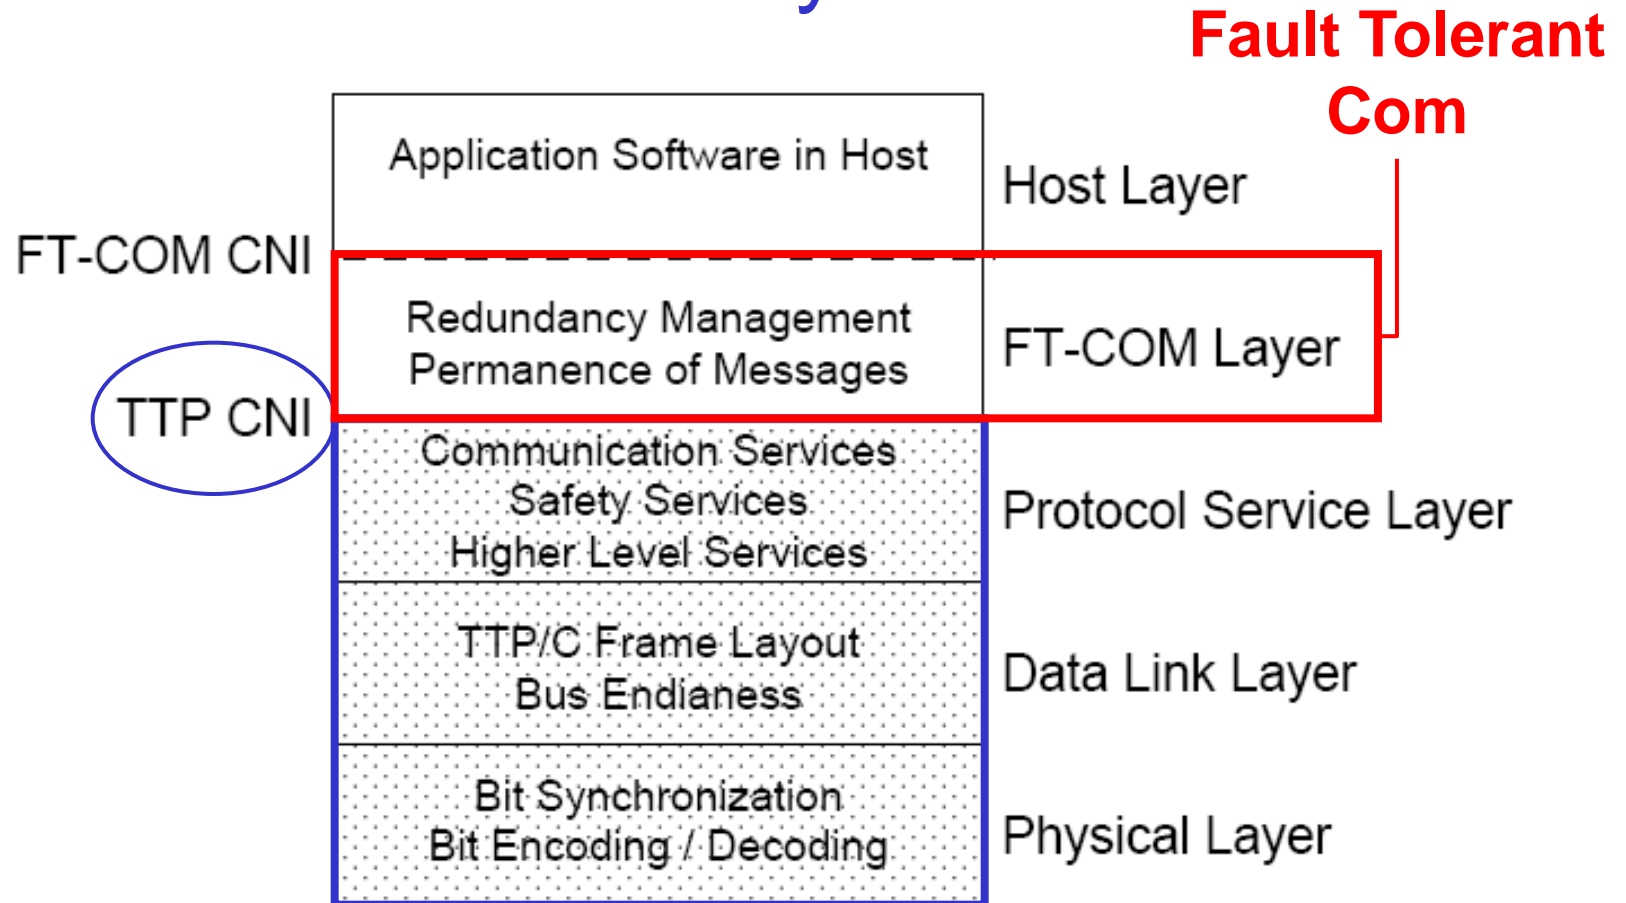 Fault Tolerant
Com
Application Software in Host
Host Layer
FT-COM CNI
Redundancy Management
Permanence of Messages
FT-COM Layer
TTP CNI
Communication Services
Safety Services
Higher Level Services
Protocol Service Layer
TTP/C Frame Layout
Bus Endianess
Data Link Layer
Bit Synchronization
Bit Encoding / Decoding
Physical Layer